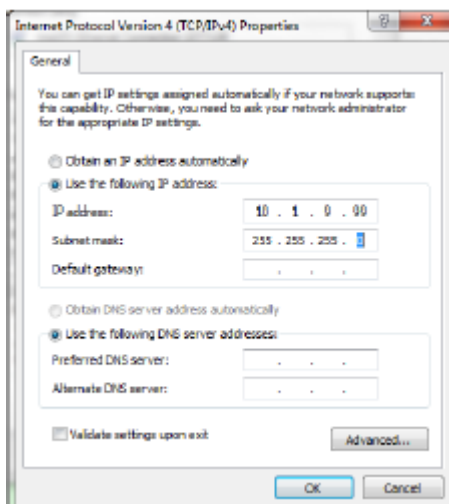 Internet Protocol Version 4 (TCP/IPv4) Properties
General
You can get IP settings assigned automatically if your network supports
this capability. Otherwise, you need to ask your network administrator
for the appropriate IP settings.
Obtain an IP address automatically
Use the following IP address:
IP address:
10 . 1 .
Subnet mask:
255 . 255 . 255 . 0
Default gateway:
. . .
Obtain DNS server address automatically
Use the following DNS server addresses:
Preferred DNS server:
. . .
Alternate DNS server:
. . .
Validate settings upon exit
Advanced...
OK
Cancel